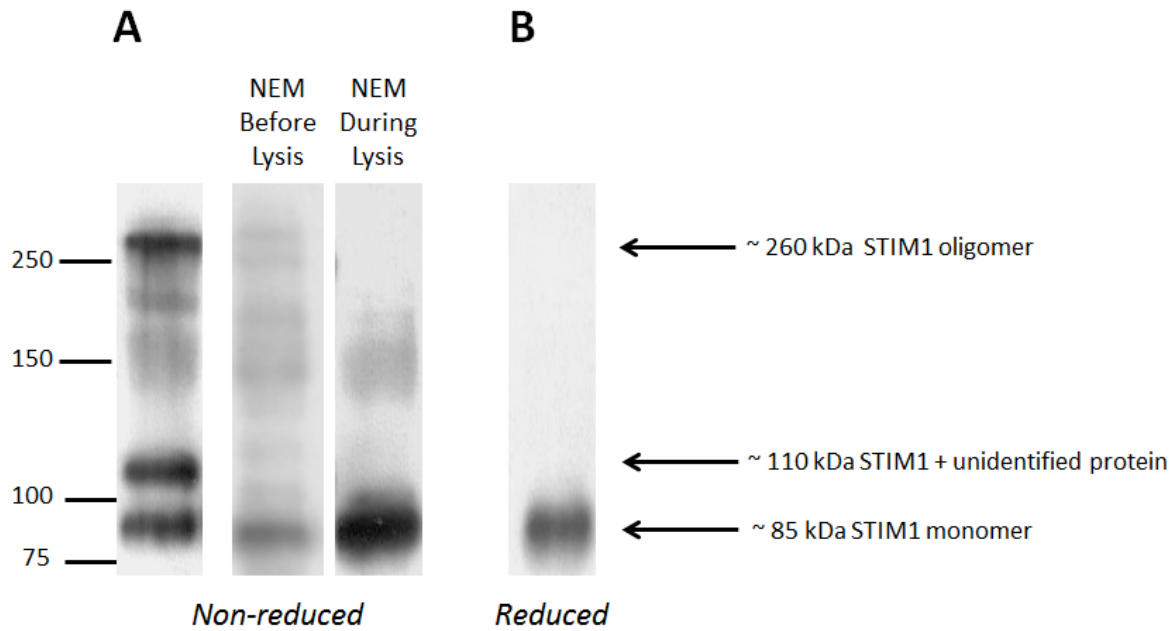 A
B
NEM
Before
Lysis
NEM
During
Lysis
250
150
100
75
~ 260 kDa STIM1 oligomer
~ 110 kDa STIM1 + unidentified protein
~ 85 kDa STIM1 monomer
Non-reduced
Reduced